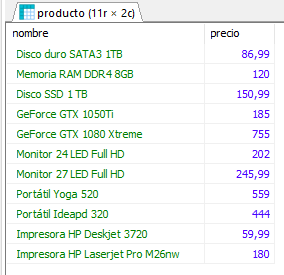 producto (11r × 2c)
nombre precio
Disco duro SATA3 1TB 86,99
Memoria RAM DDR4 8GB 120
Disco SSD 1 TB 150,99
GeForce GTX 1050Ti 185
GeForce GTX 1080 Xtreme 755
Monitor 24 LED Full HD 202
Monitor 27 LED Full HD 245,99
Portátil Yoga 520 559
Portátil Ideapd 320 444
Impresora HP Deskjet 3720 59,99
Impresora HP Laserjet Pro M26nw 180